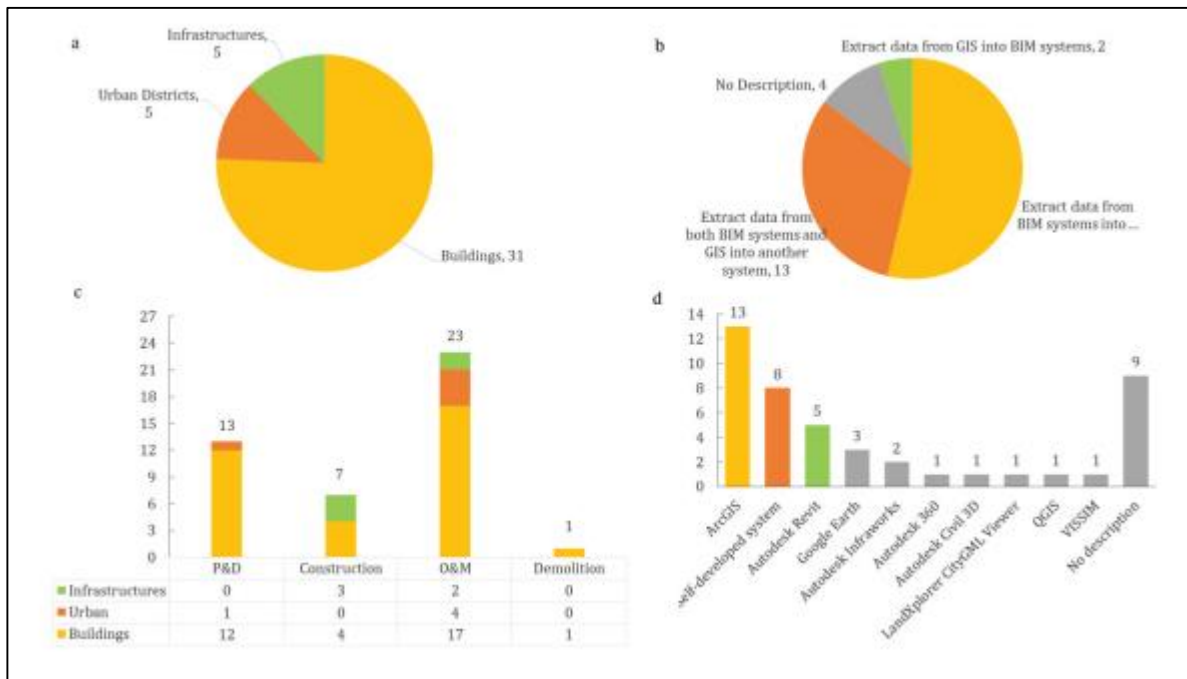 a
Infrastructures,
5
Urban Districts,
5
Buildings, 31
b
Extract data from GIS into BIM systems, 2
No Description, 4
Extract data from
both BIM systems and
GIS into another
system, 13
Extract data from
BIM systems into ...
c
27
24
21
18
15
12
9
6
3
0
13
7
23
1
P&D Construction O&M Demolition
Infrastructures 0 3 2 0
Urban 1 0 4 0
Buildings 12 4 17 1
d
14
12
10
8
6
4
2
0
13
8
5
3
2
1
1
1
1
1
9
ArcGIS
self-developed system
Autodesk Revit
Google Earth
Autodesk Infraworks
Autodesk 360
Autodesk Civil 3D
LandXplorer CityGML Viewer
QGIS
VISSIM
No description